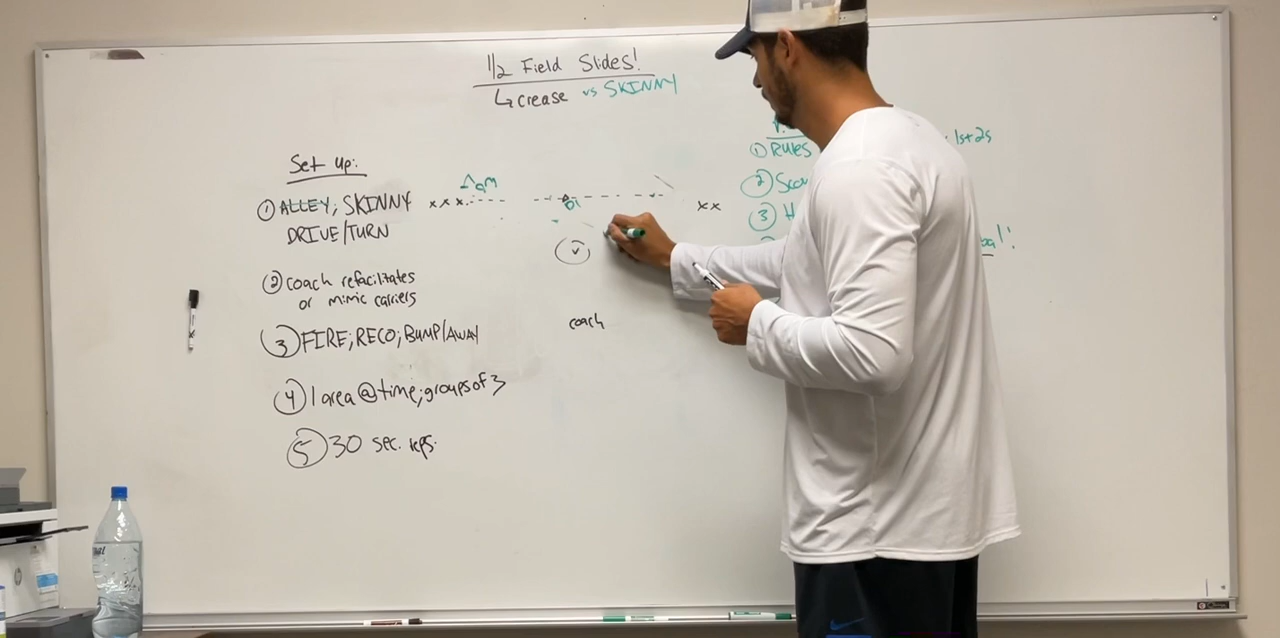 1/2 Field Slides!
↳ crease vs SKINNY
Set up:
① ALLEY; SKINNY
DRIVE/TURN
② coach refacilitates
or mimic carriers
③ FIRE; RECO; BUMP/AWAY
④ 1 area @ time; groups of 3
⑤ 30 sec. reps.
x x x
x x
coach
① RULES
1st 2s
②
③